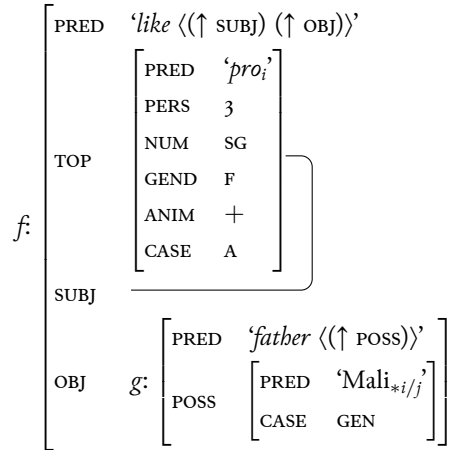 PRED ‘like ⟨(↑ SUBJ) (↑ OBJ)⟩’
PRED ‘proᵢ’
PERS 3
NUM SG
TOP
GEND F
ANIM +
CASE A
f:
SUBJ
PRED ‘father ⟨(↑ POSS)⟩’
OBJ g:
PRED ‘Mali∗i/j’
POSS
CASE GEN